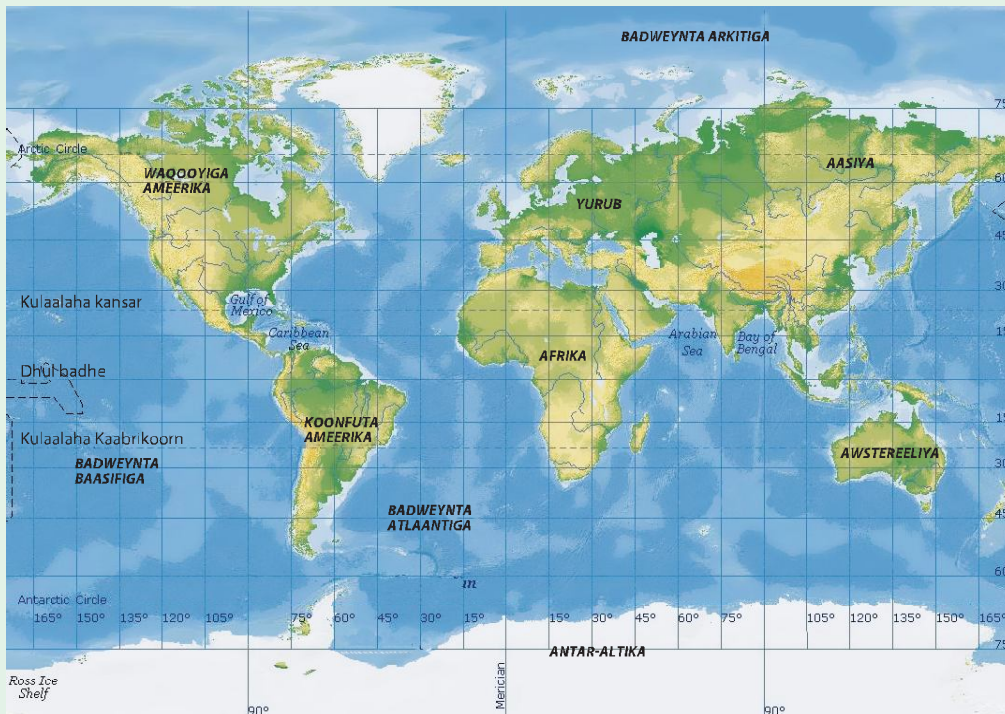 BADWEYNTA ARKITIGA
75
Arctic Circle
WAQOOYIGA
AMEERIKA
AASIYA
60
YURUB
45
30
Kulaalaha kansar
Gulf of
Mexico
Caribbean
Sea
Arabian
Sea
Bay of
Bengal
15
AFRIKA
Dhul badhe
KOONFUTA
AMEERIKA
Kulaalaha Kaabrikoorn
BADWEYNTA
BAASIFIGA
AWSTEREELIYA
30
BADWEYNTA
ATLAANTIGA
45
60
m
Antarctic Circle
165° 150° 135° 120° 105° 75° 60° 45° 30° 15° 15° 30° 45° 60° 75° 105° 120° 135° 150° 165°
ANTAR-ALTIKA
75
Ross Ice
Shelf
Merician
90° 90°